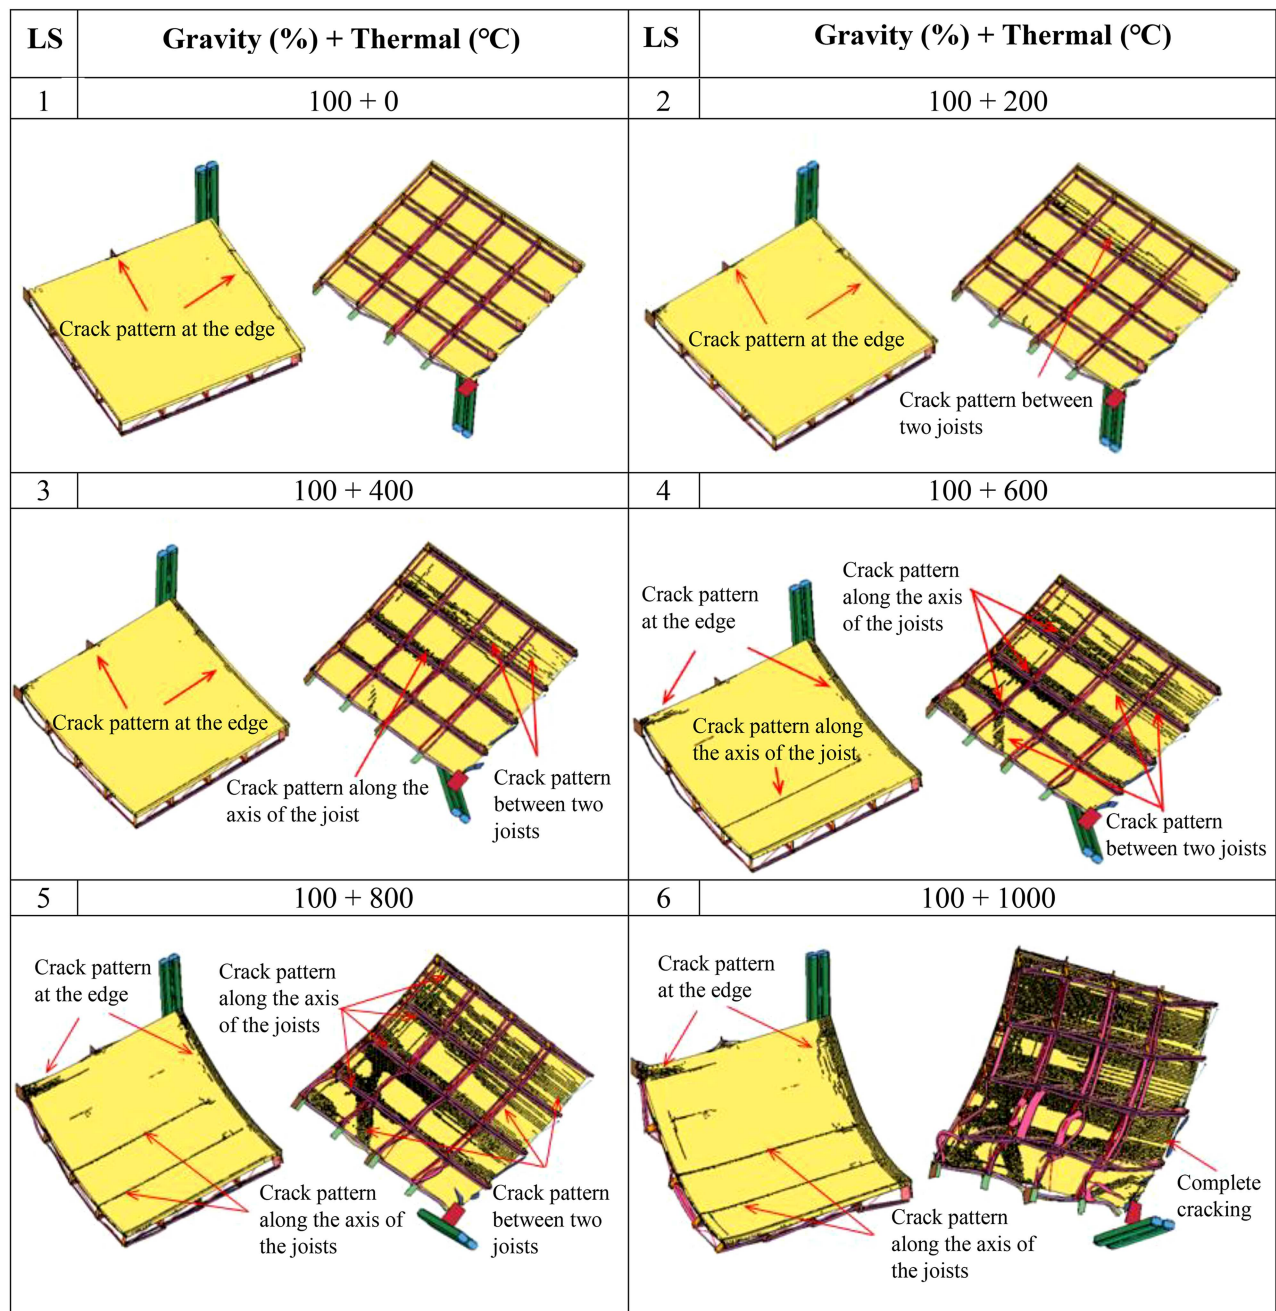 LS
Gravity (%) + Thermal (°C)
LS
Gravity (%) + Thermal (°C)
1
100 + 0
2
100 + 200
Crack pattern at the edge
Crack pattern at the edge
Crack pattern between
two joists
3
100 + 400
4
100 + 600
Crack pattern at the edge
Crack pattern along the
axis of the joist
Crack pattern
between two
joists
Crack pattern
at the edge
Crack pattern
along the axis
of the joists
Crack pattern along
the axis of the joist
Crack pattern
between two joists
5
100 + 800
6
100 + 1000
Crack pattern
at the edge
Crack pattern
along the axis
of the joists
Crack pattern
along the axis of
the joists
Crack pattern
between two
joists
Crack pattern
at the edge
Crack pattern
along the axis of
the joists
Complete
cracking